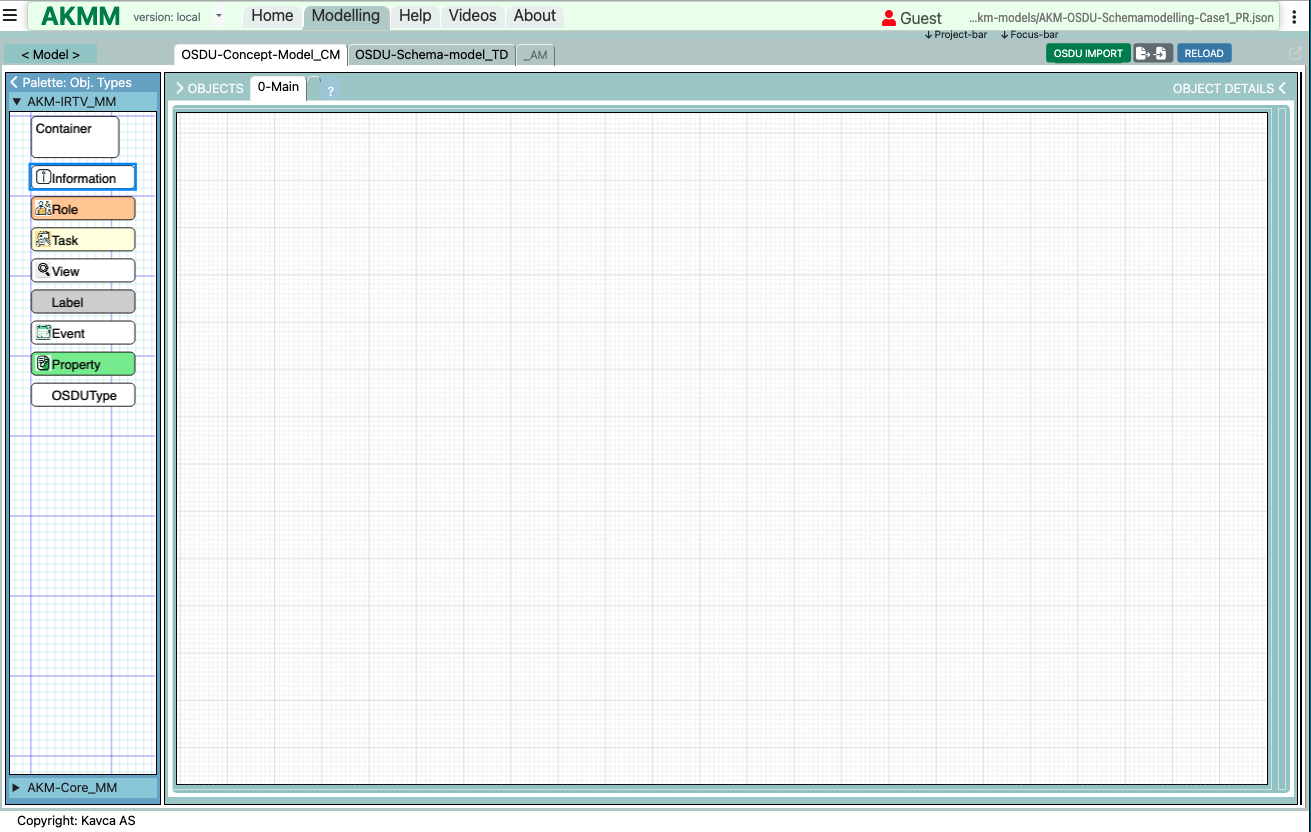 AKMM version: local Home Modelling Help Videos About Guest ...km-models/AKM-OSDU-Schemamodelling-Case1_PR.json
↓ Project-bar ↓ Focus-bar
< Model > OSDU-Concept-Model_CM OSDU-Schema-model_TD _AM OSDU IMPORT RELOAD
Palette: Obj. Types
OBJECTS 0-Main ? OBJECT DETAILS
AKM-IRTV_MM
Container
Information
Role
Task
View
Label
Event
Property
OSDUType
AKM-Core_MM
Copyright: Kavca AS